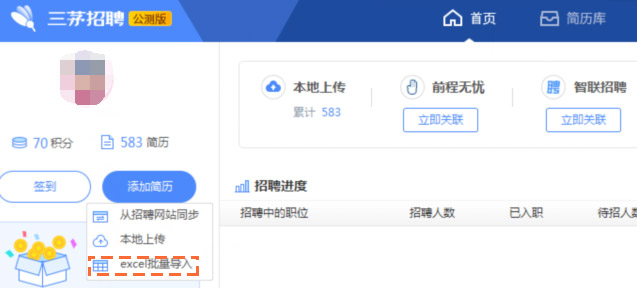 三茅招聘 公测版
首页
简历库
本地上传
累计 583
前程无忧
立即关联
智联招聘
立即关联
70 积分
583 简历
签到
添加简历
从招聘网站同步
本地上传
excel批量导入
招聘进度
招聘中的职位
招聘人数
已入职
待招人数